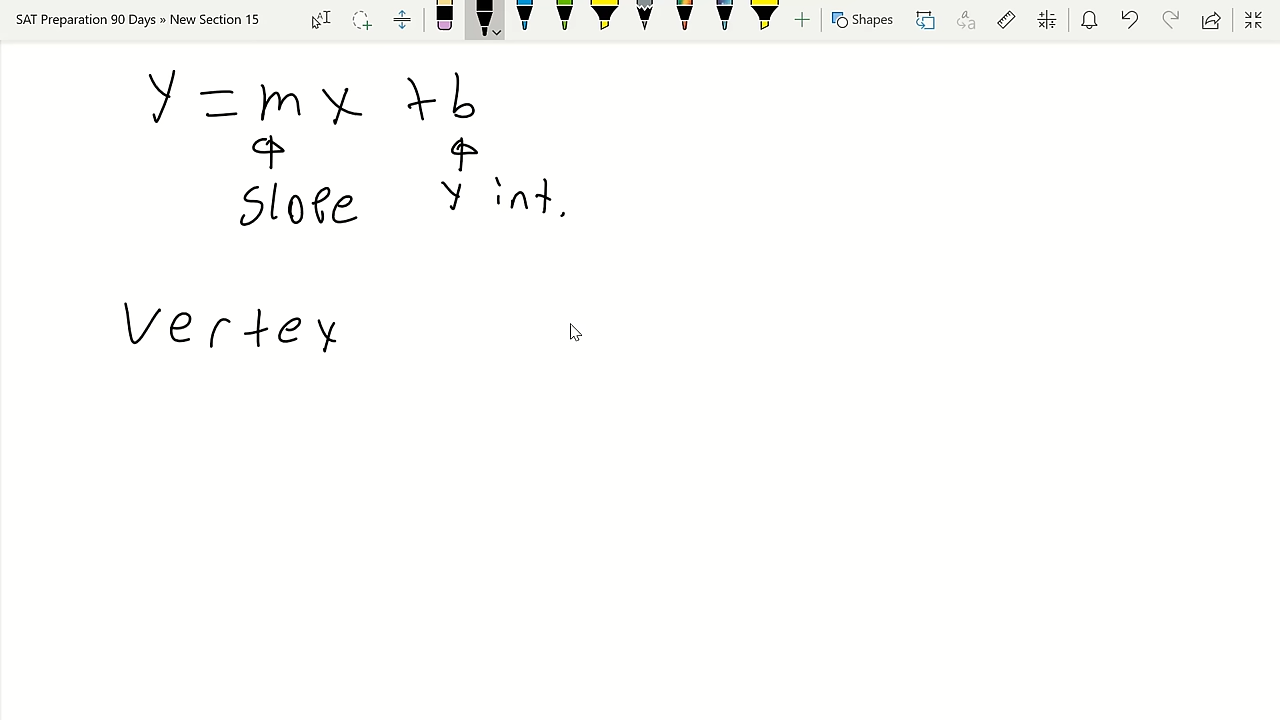 SAT Preparation 90 Days » New Section 15
Shapes
y = mx + b
slope y int.
Vertex